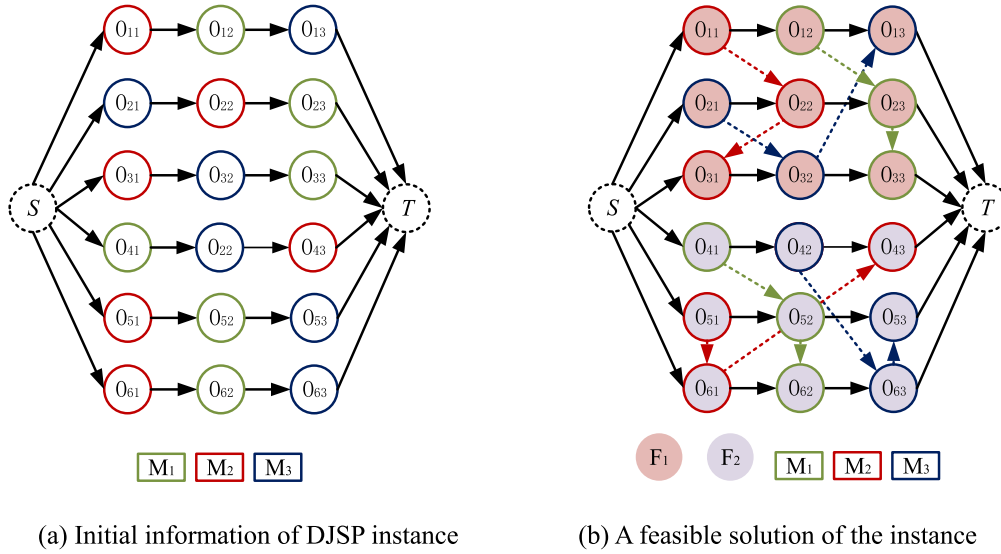 O11 O12 O13
O21 O22 O23
O31 O32 O33
S T
O41 O22 O43
O51 O52 O53
O61 O62 O63
M1 M2 M3
(a) Initial information of DJSP instance
O11 O12 O13
O21 O22 O23
O31 O32 O33
S T
O41 O42 O43
O51 O52 O53
O61 O62 O63
F1 F2 M1 M2 M3
(b) A feasible solution of the instance